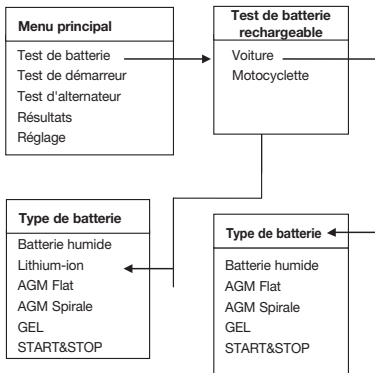 Menu principal
Test de batterie
Test de démarreur
Test d'alternateur
Résultats
Réglage
Test de batterie
rechargeable
Voiture
Motocyclette
Type de batterie
Batterie humide
Lithium-ion
AGM Flat
AGM Spirale
GEL
START&STOP
Type de batterie
Batterie humide
AGM Flat
AGM Spirale
GEL
START&STOP